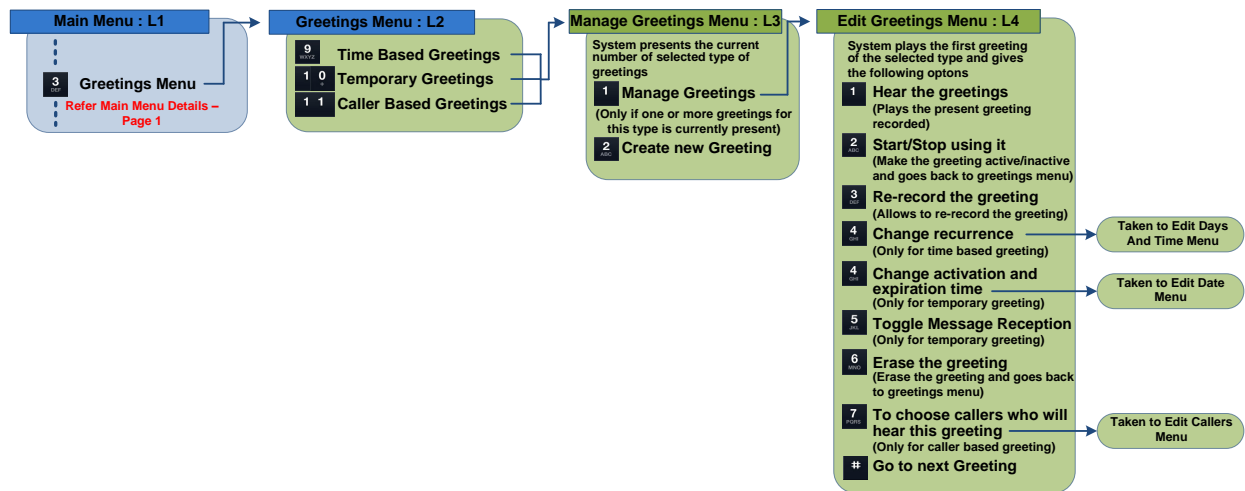 Main Menu : L1
3
DEF
Greetings Menu
Refer Main Menu Details –
Page 1
Greetings Menu : L2
9
WXYZ
Time Based Greetings
1 0
Temporary Greetings
1 1
Caller Based Greetings
Manage Greetings Menu : L3
System presents the current
number of selected type of
greetings
1
Manage Greetings
(Only if one or more greetings for
this type is currently present)
2
ABC
Create new Greeting
Edit Greetings Menu : L4
System plays the first greeting
of the selected type and gives
the following optons
1
Hear the greetings
(Plays the present greeting
recorded)
2
ABC
Start/Stop using it
(Make the greeting active/inactive
and goes back to greetings menu)
3
DEF
Re-record the greeting
(Allows to re-record the greeting)
4
GHI
Change recurrence
(Only for time based greeting)
Taken to Edit Days
And Time Menu
4
GHI
Change activation and
expiration time
(Only for temporary greeting)
Taken to Edit Date
Menu
5
JKL
Toggle Message Reception
(Only for temporary greeting)
6
MNO
Erase the greeting
(Erase the greeting and goes back
to greetings menu)
7
PQRS
To choose callers who will
hear this greeting
(Only for caller based greeting)
Taken to Edit Callers
Menu
#
Go to next Greeting